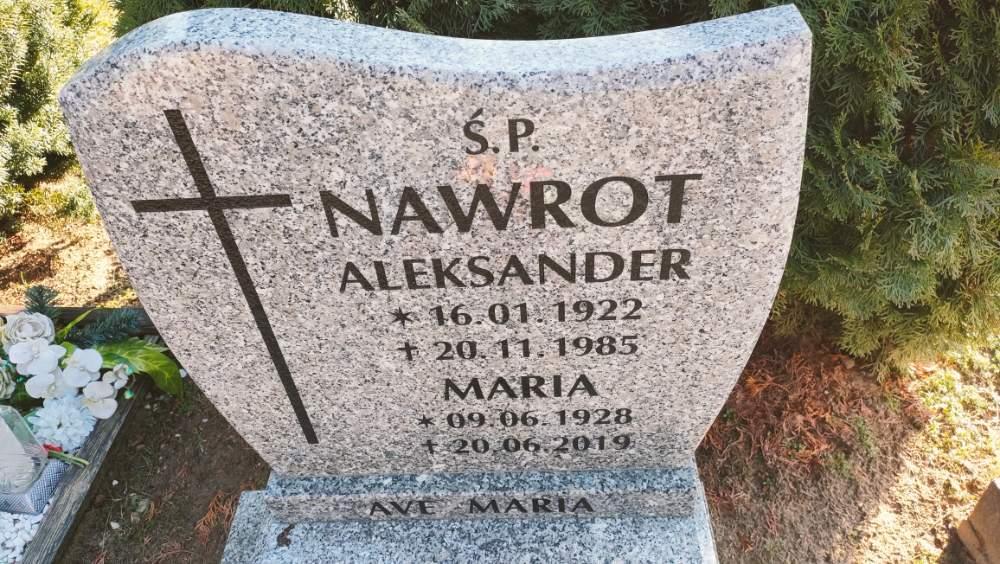 Ś.P.
NAWROT
ALEKSANDER
* 16.01.1922
✝ 20.11.1985
MARIA
* 09.06.1928
✝ 20.06.2019
AVE MARIA